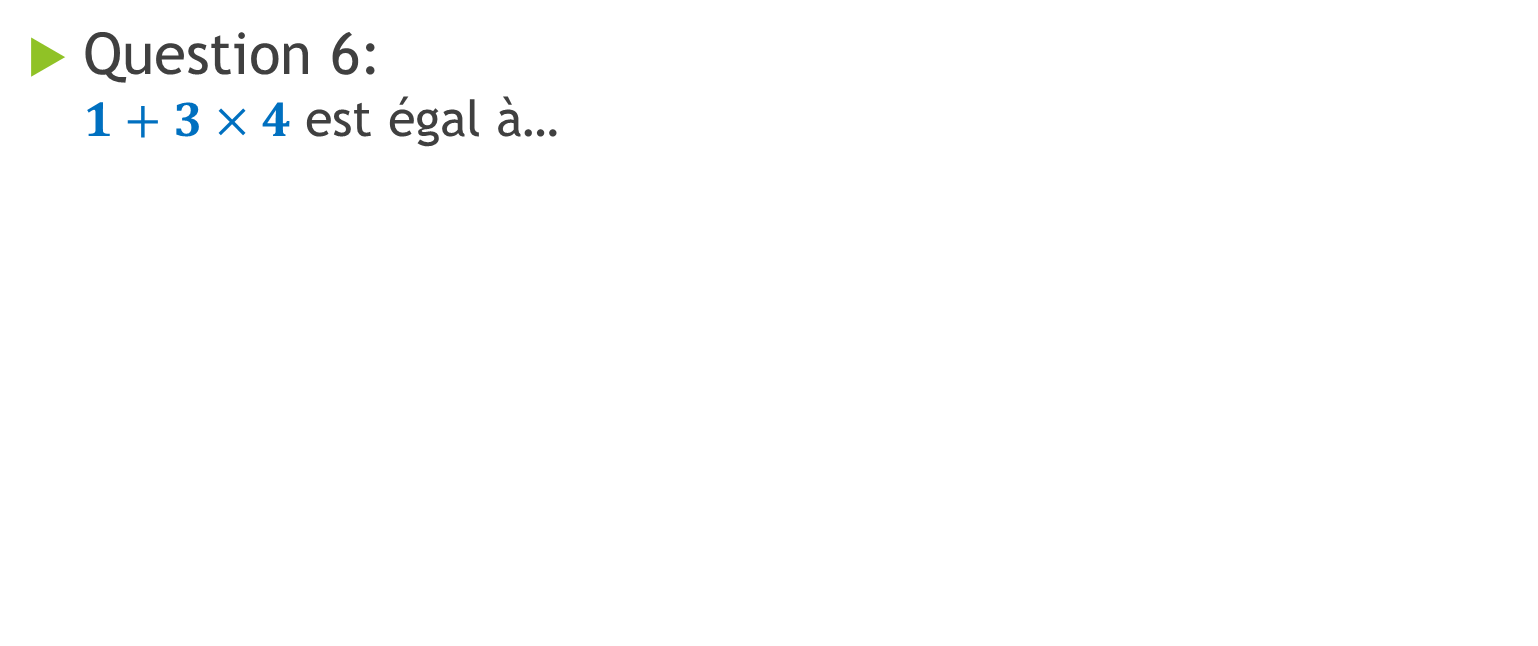 Question 6:
1 + 3 × 4 est égal à…